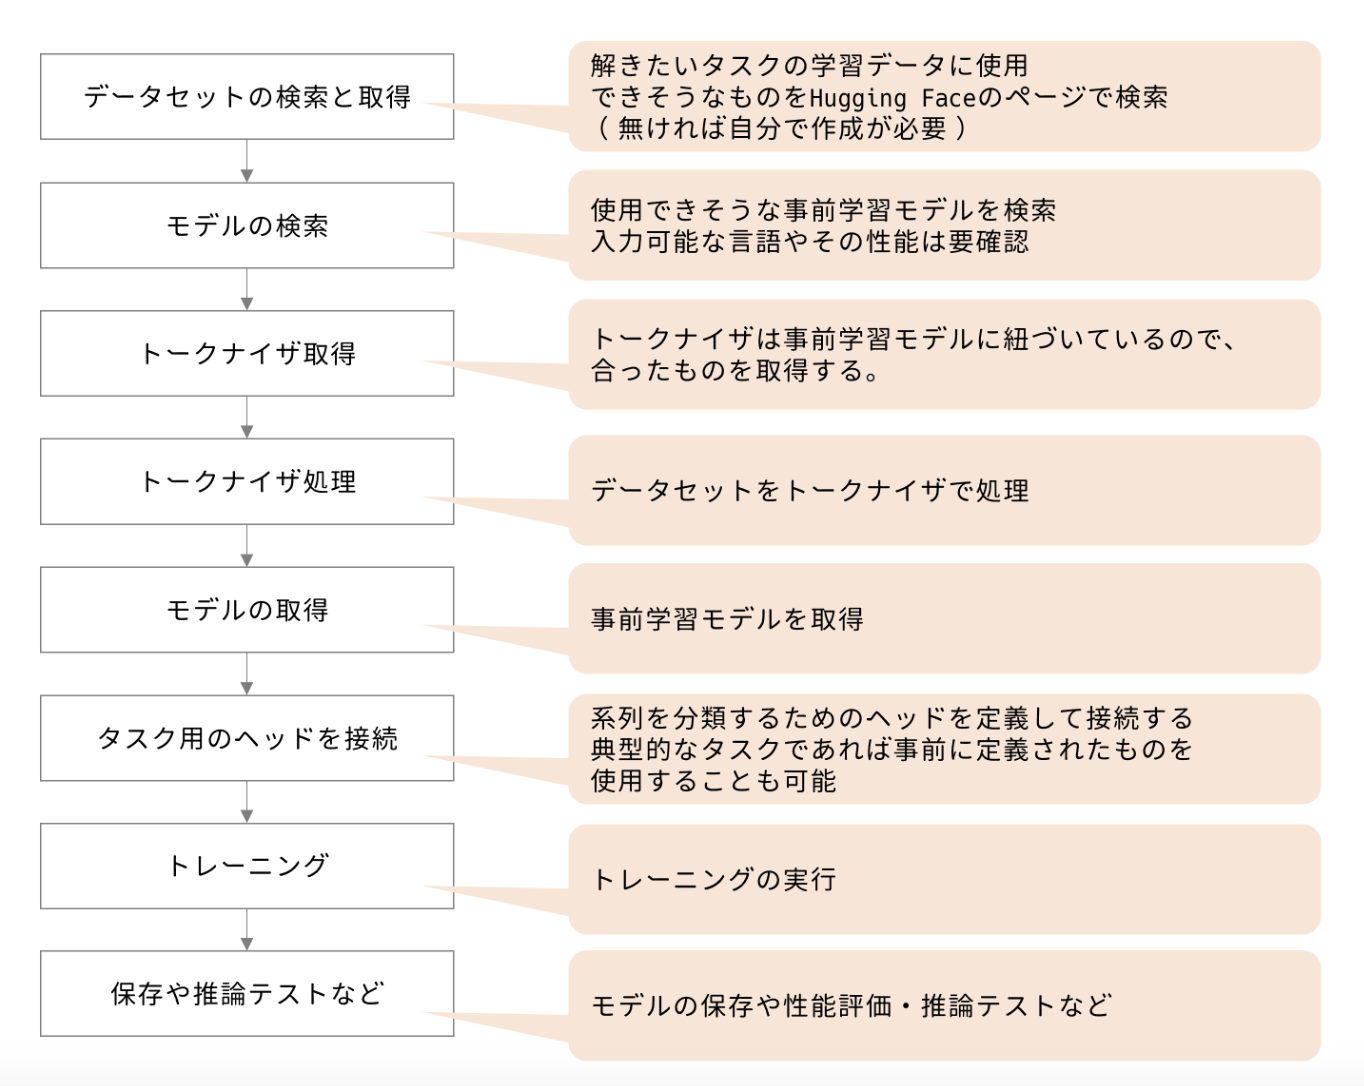 データセットの検索と取得
解きたいタスクの学習データに使用
できそうなものをHugging Faceのページで検索
（ 無ければ自分で作成が必要 ）
モデルの検索
使用できそうな事前学習モデルを検索
入力可能な言語やその性能は要確認
トークナイザ取得
トークナイザは事前学習モデルに紐づいているので、
合ったものを取得する。
トークナイザ処理
データセットをトークナイザで処理
モデルの取得
事前学習モデルを取得
タスク用のヘッドを接続
系列を分類するためのヘッドを定義して接続する
典型的なタスクであれば事前に定義されたものを
使用することも可能
トレーニング
トレーニングの実行
保存や推論テストなど
モデルの保存や性能評価・推論テストなど